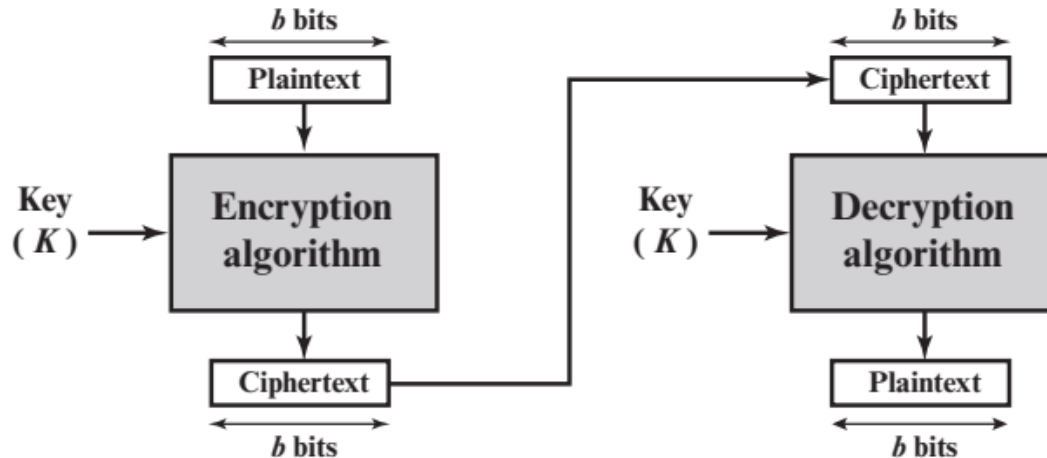 b bits
Plaintext
Key
( K )
Encryption
algorithm
Ciphertext
b bits
b bits
Ciphertext
Key
( K )
Decryption
algorithm
Plaintext
b bits